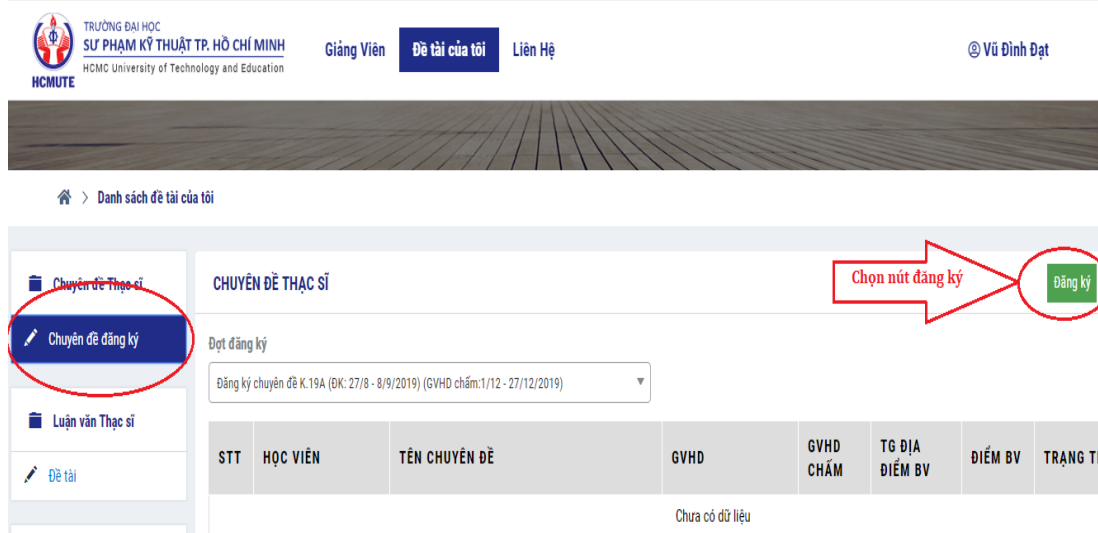 TRƯỜNG ĐẠI HỌC
SƯ PHẠM KỸ THUẬT TP. HỒ CHÍ MINH
HCMC University of Technology and Education
HCMUTE
Giảng Viên
Đề tài của tôi
Liên Hệ
Vũ Đình Đạt
Danh sách đề tài của tôi
Chuyên đề Thạc sĩ
Chuyên đề đăng ký
Luận văn Thạc sĩ
Đề tài
CHUYÊN ĐỀ THẠC SĨ
Chọn nút đăng ký
Đăng ký
Đợt đăng ký
Đăng ký chuyên đề K.19A (ĐK: 27/8 - 8/9/2019) (GVHD chấm:1/12 - 27/12/2019)
STT HỌC VIÊN TÊN CHUYÊN ĐỀ GVHD GVHD CHẤM TG ĐỊA ĐIỂM BV ĐIỂM BV TRẠNG
Chưa có dữ liệu